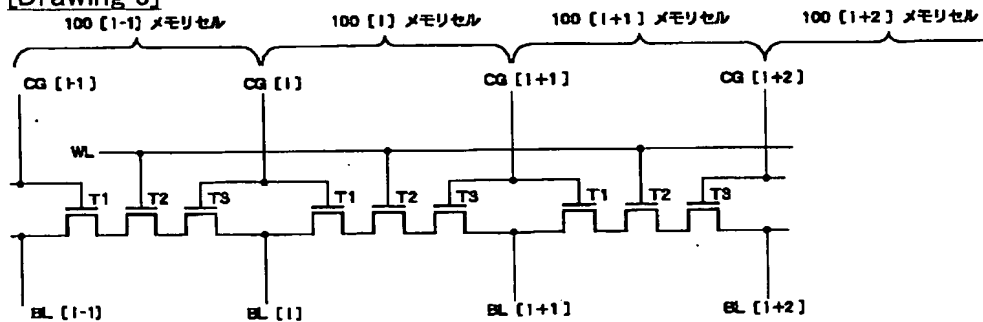 100 [i-1] メモリセル 100 [i] メモリセル 100 [i+1] メモリセル 100 [i+2] メモリセル
CG [i-1] CG [i] CG [i+1] CG [i+2]
WL
T1 T2 T3 T1 T2 T3 T1 T2 T3
BL [i-1] BL [i] BL [i+1] BL [i+2]